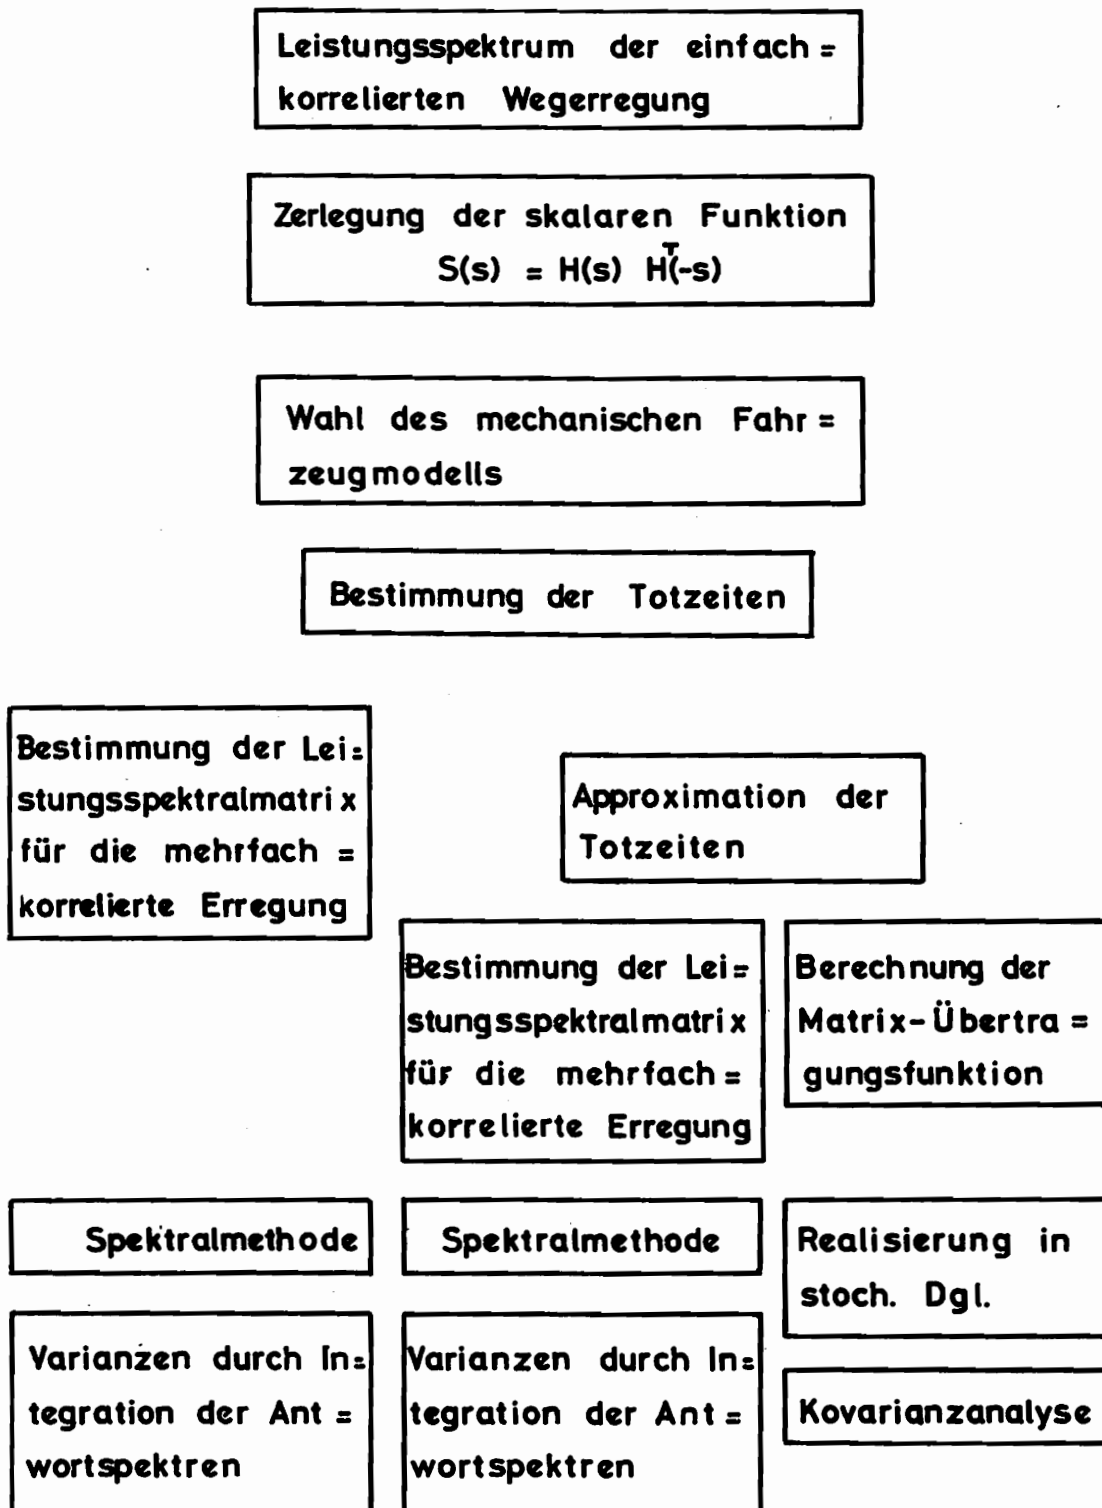 Leistungsspektrum der einfach =
korrelierten Wegerregung
Zerlegung der skalaren Funktion
S(s) = H(s) Hᵀ(-s)
Wahl des mechanischen Fahr =
zeugmodells
Bestimmung der Totzeiten
Bestimmung der Lei=
stungsspektralmatrix
für die mehrfach =
korrelierte Erregung
Approximation der
Totzeiten
Bestimmung der Lei=
stungsspektralmatrix
für die mehrfach =
korrelierte Erregung
Berechnung der
Matrix-Übertra =
gungsfunktion
Spektralmethode
Spektralmethode
Realisierung in
stoch. Dgl.
Varianzen durch In=
tegration der Ant =
wortspektren
Varianzen durch In=
tegration der Ant =
wortspektren
Kovarianzanalyse